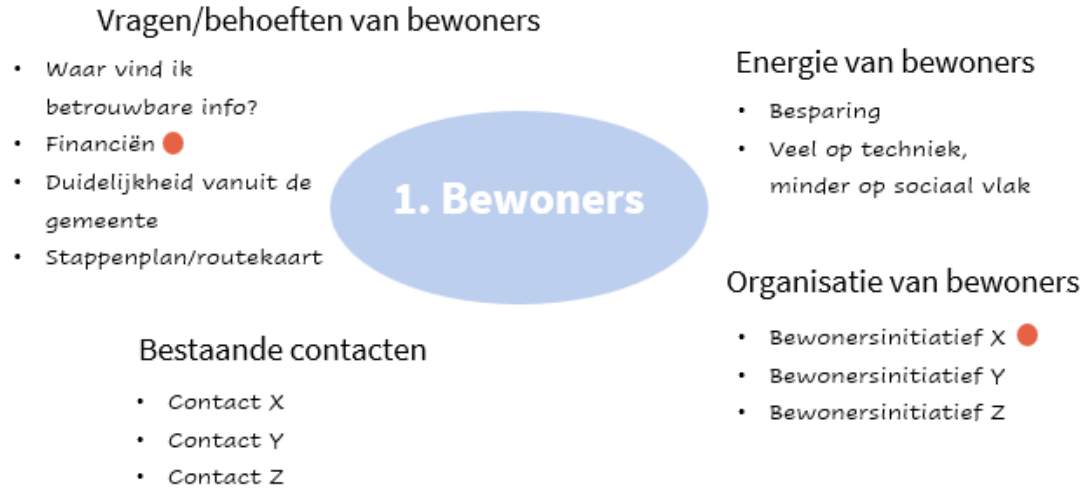 Vragen/behoeften van bewoners
• Waar vind ik
betrouwbare info?
• Financiën
• Duidelijkheid vanuit de
gemeente
• Stappenplan/routekaart
1. Bewoners
Energie van bewoners
• Besparing
• Veel op techniek,
minder op sociaal vlak
Bestaande contacten
• Contact X
• Contact Y
• Contact Z
Organisatie van bewoners
• Bewonersinitiatief X
• Bewonersinitiatief Y
• Bewonersinitiatief Z